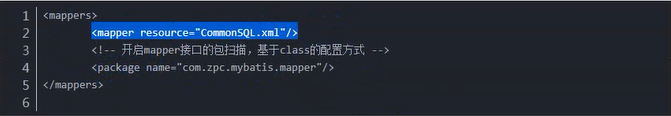 1 <mappers>
2 <mapper resource="CommonSQL.xml"/>
3 <!-- 开启mapper接口的包扫描，基于class的配置方式 -->
4 <package name="com.zpc.mybatis.mapper"/>
5 </mappers>
6